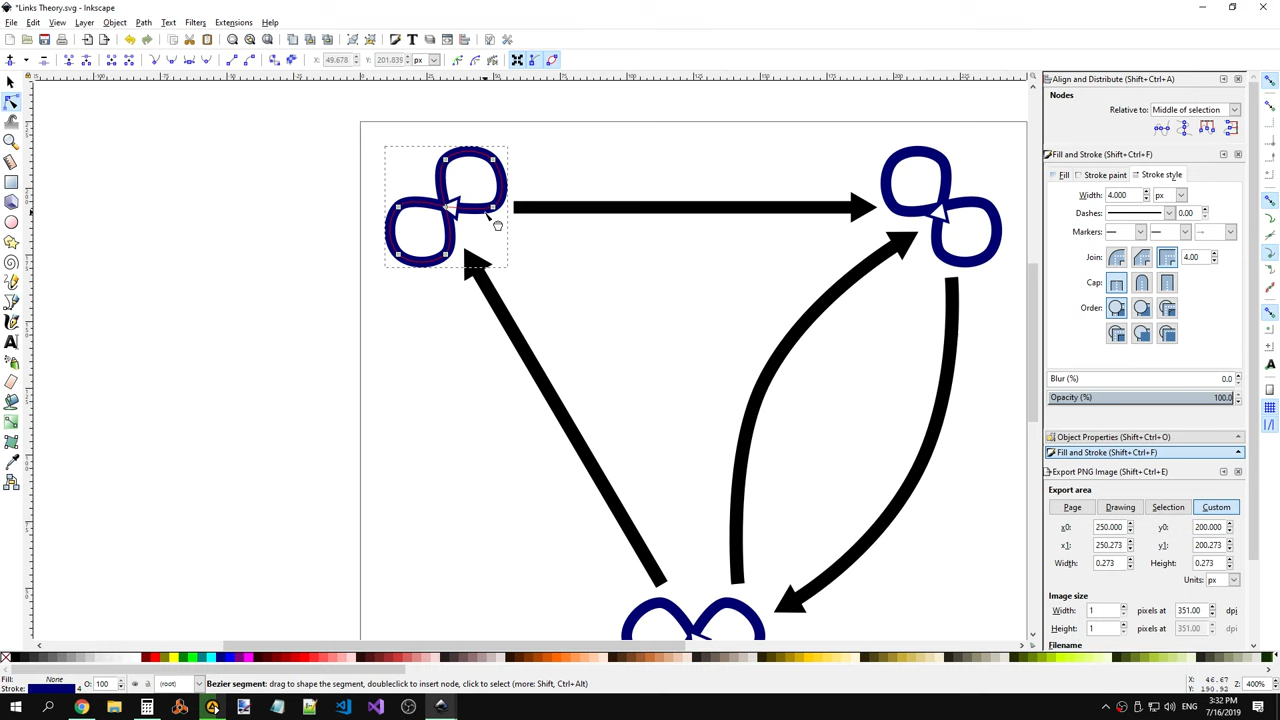 *Links Theory.svg - Inkscape
File Edit View Layer Object Path Text Filters Extensions Help
X: 49.678 Y: 201.839 px
Align and Distribute (Shift+Ctrl+A)
Nodes
Relative to: Middle of selection
Fill and Stroke (Shift+Ctrl+F)
Fill Stroke paint Stroke style
Width: 4.000 px
Dashes: 0.00
Markers:
Join: 4.00
Cap:
Order:
Blur (%) 0.0
Opacity (%) 100.0
Object Properties (Shift+Ctrl+O)
Fill and Stroke (Shift+Ctrl+F)
Export PNG Image (Shift+Ctrl+E)
Export area
Page Drawing Selection Custom
x0: 250.000 y0: 200.000
x1: 250.273 y1: 200.273
Width: 0.273 Height: 0.273
Units: px
Image size
Width: 1 pixels at 351.00 dpi
Height: 1 pixels at 351.00 dpi
Filename
Fill: None
Stroke: 4 O: 100 (root) Bezier segment: drag to shape the segment, doubleclick to insert node, click to select (more: Shift, Ctrl+Alt) X: 46.67 Y: 190.92 Z: 400%
ENG 3:32 PM
7/16/2019